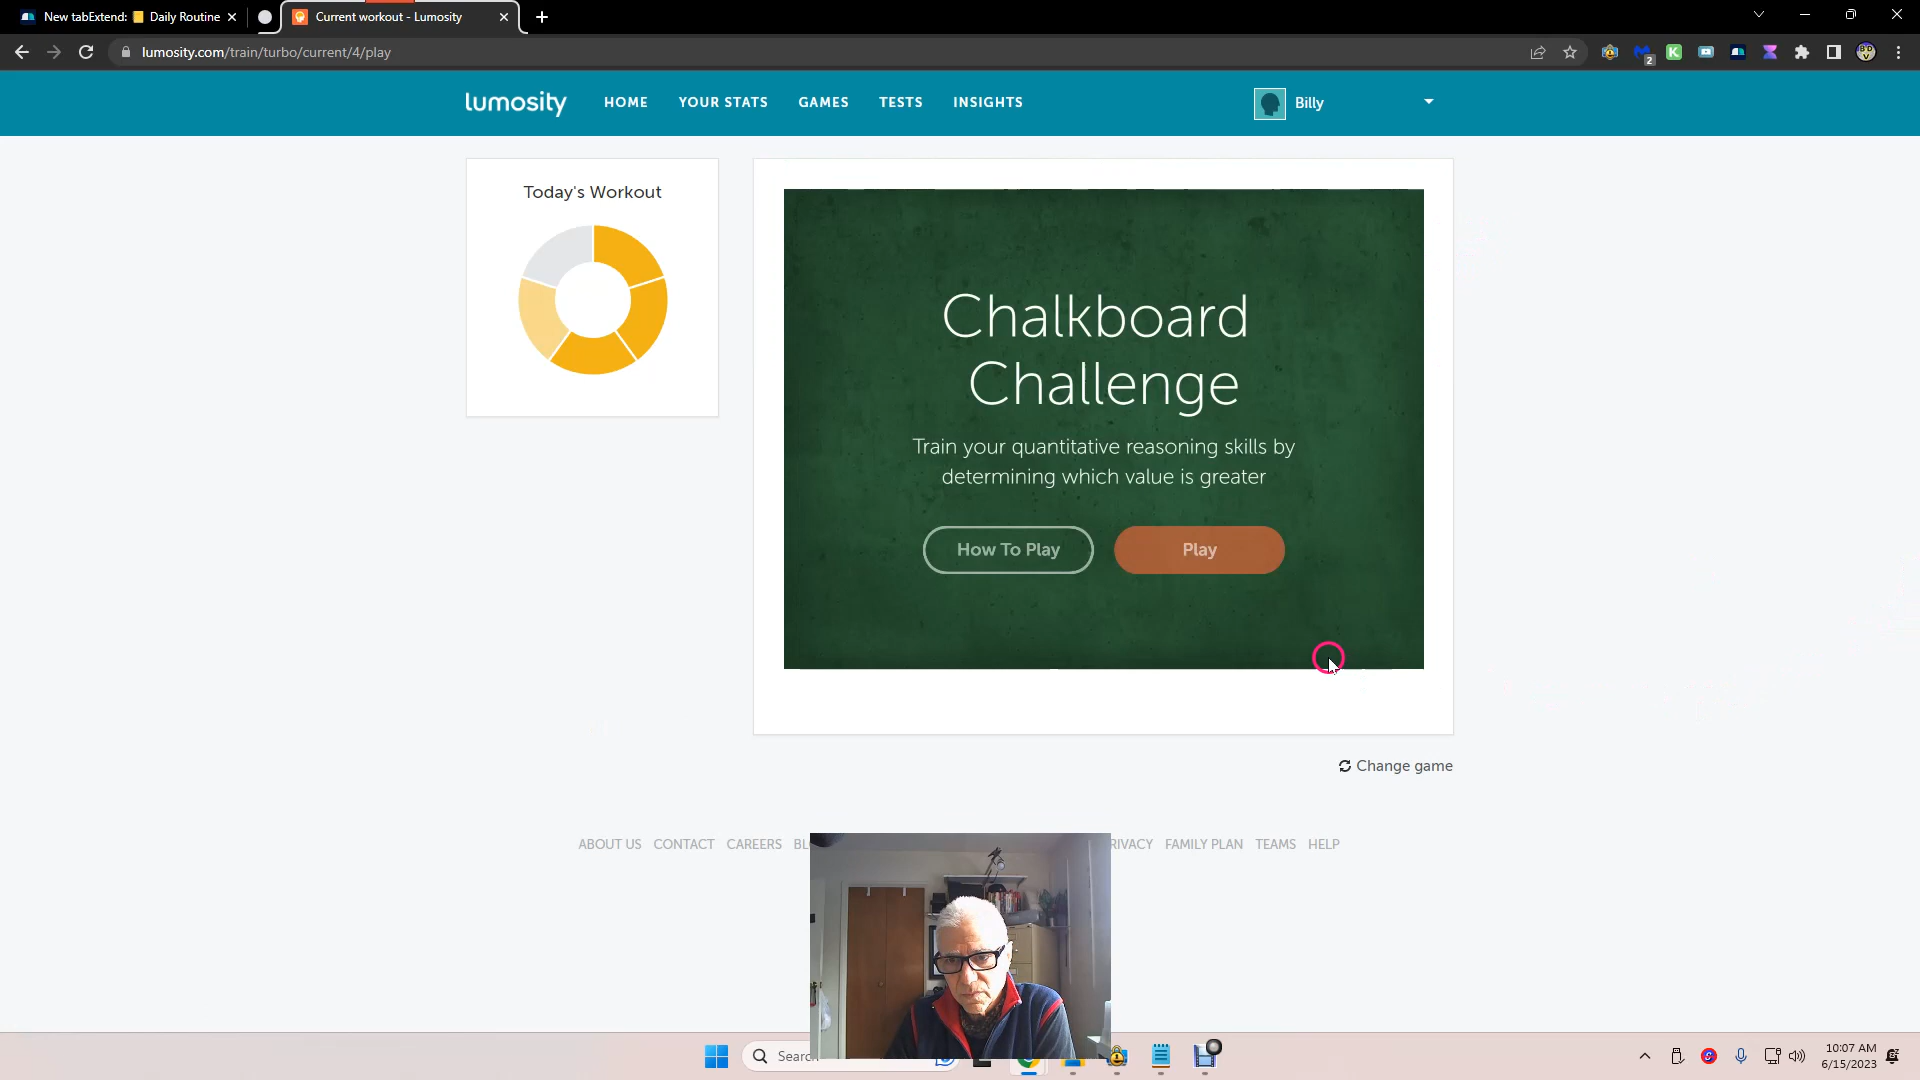 New tabExtend: 📒 Daily Routine
Current workout - Lumosity
lumosity.com/train/turbo/current/4/play
2
lumosity
HOME
YOUR STATS
GAMES
TESTS
INSIGHTS
Billy
Today's Workout
Chalkboard
Challenge
Train your quantitative reasoning skills by
determining which value is greater
How To Play
Play
Change game
ABOUT US CONTACT CAREERS
FAMILY PLAN TEAMS HELP
10:07 AM
6/15/2023